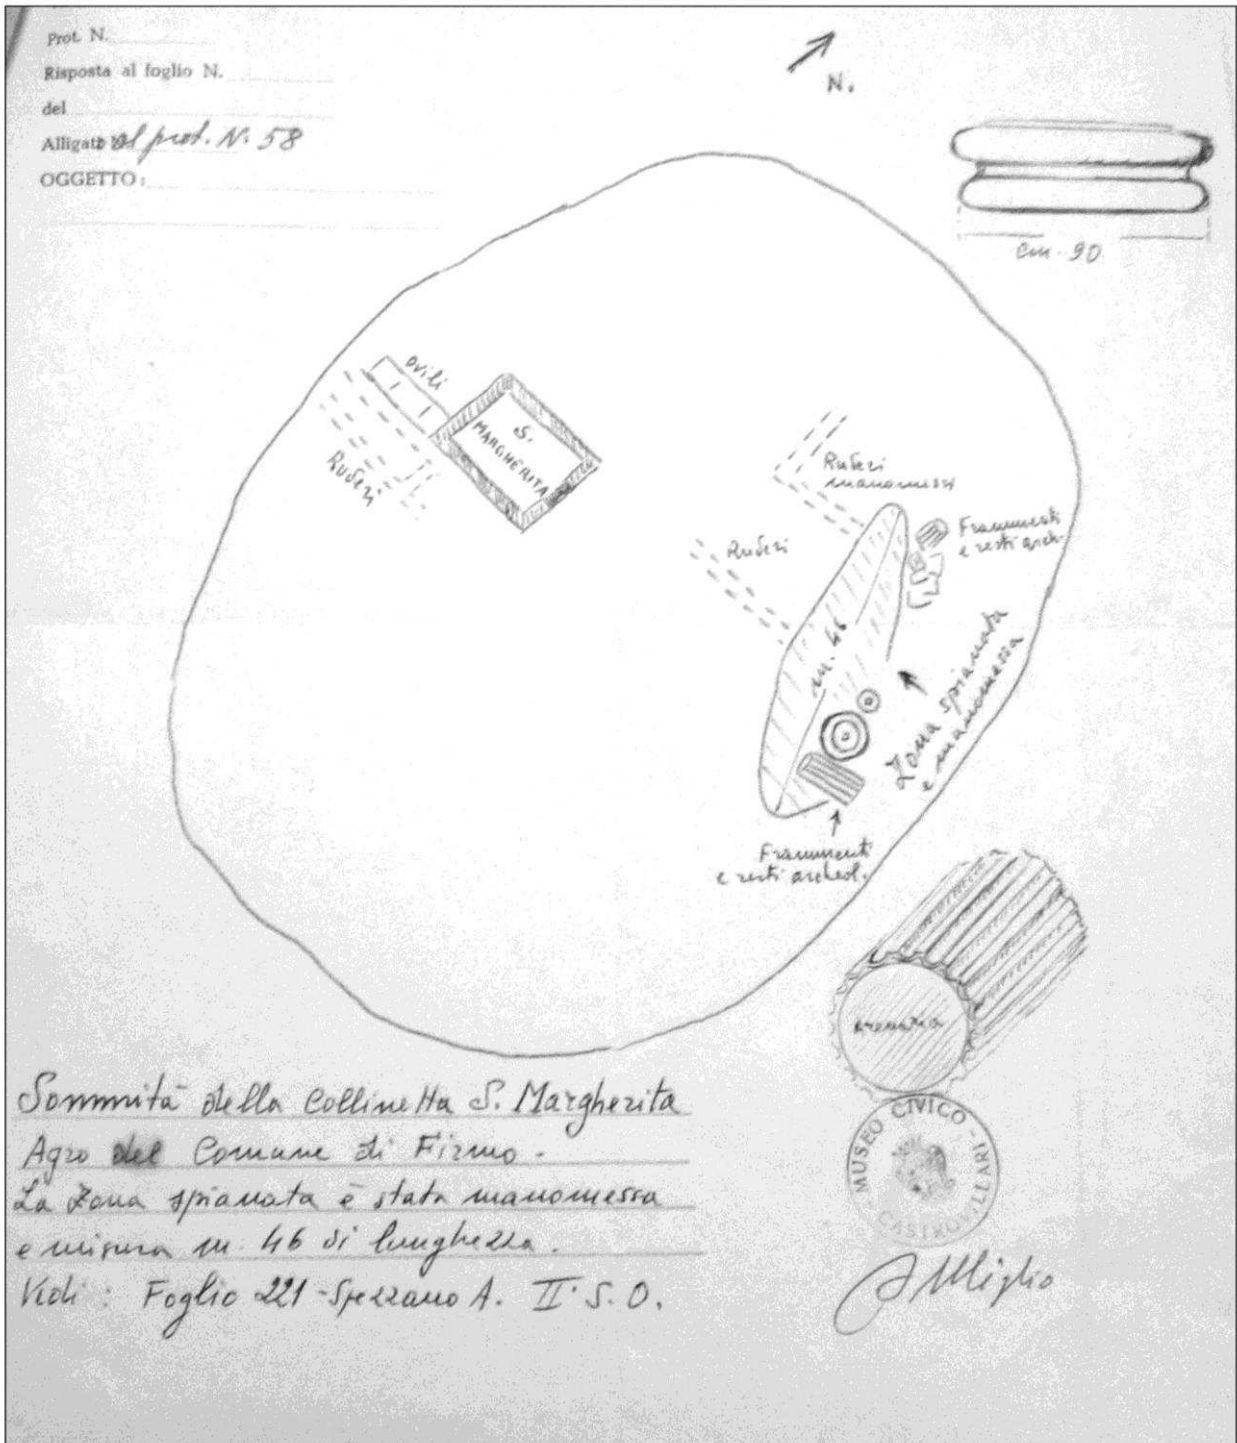 Prot. N.
Risposta al foglio N.
del
Alligato al prot. N. 58
OGGETTO:
N.
cm. 90
ovili
S.
MARGHERITA
Ruderi
Ruderi
manomessi
Ruderi
Frammenti
e resti arch.
m. 46
Zona spianata
e manomessa
Frammenti
e resti archeol.
arenaria
Sommità della Collinetta S. Margherita
Agro del Comune di Firmo.
La Zona spianata è stata manomessa
e misura m. 46 di lunghezza.
Vedi: Foglio 221 - Spezzano A. II S.O.
MUSEO CIVICO - CASTROVILLARI